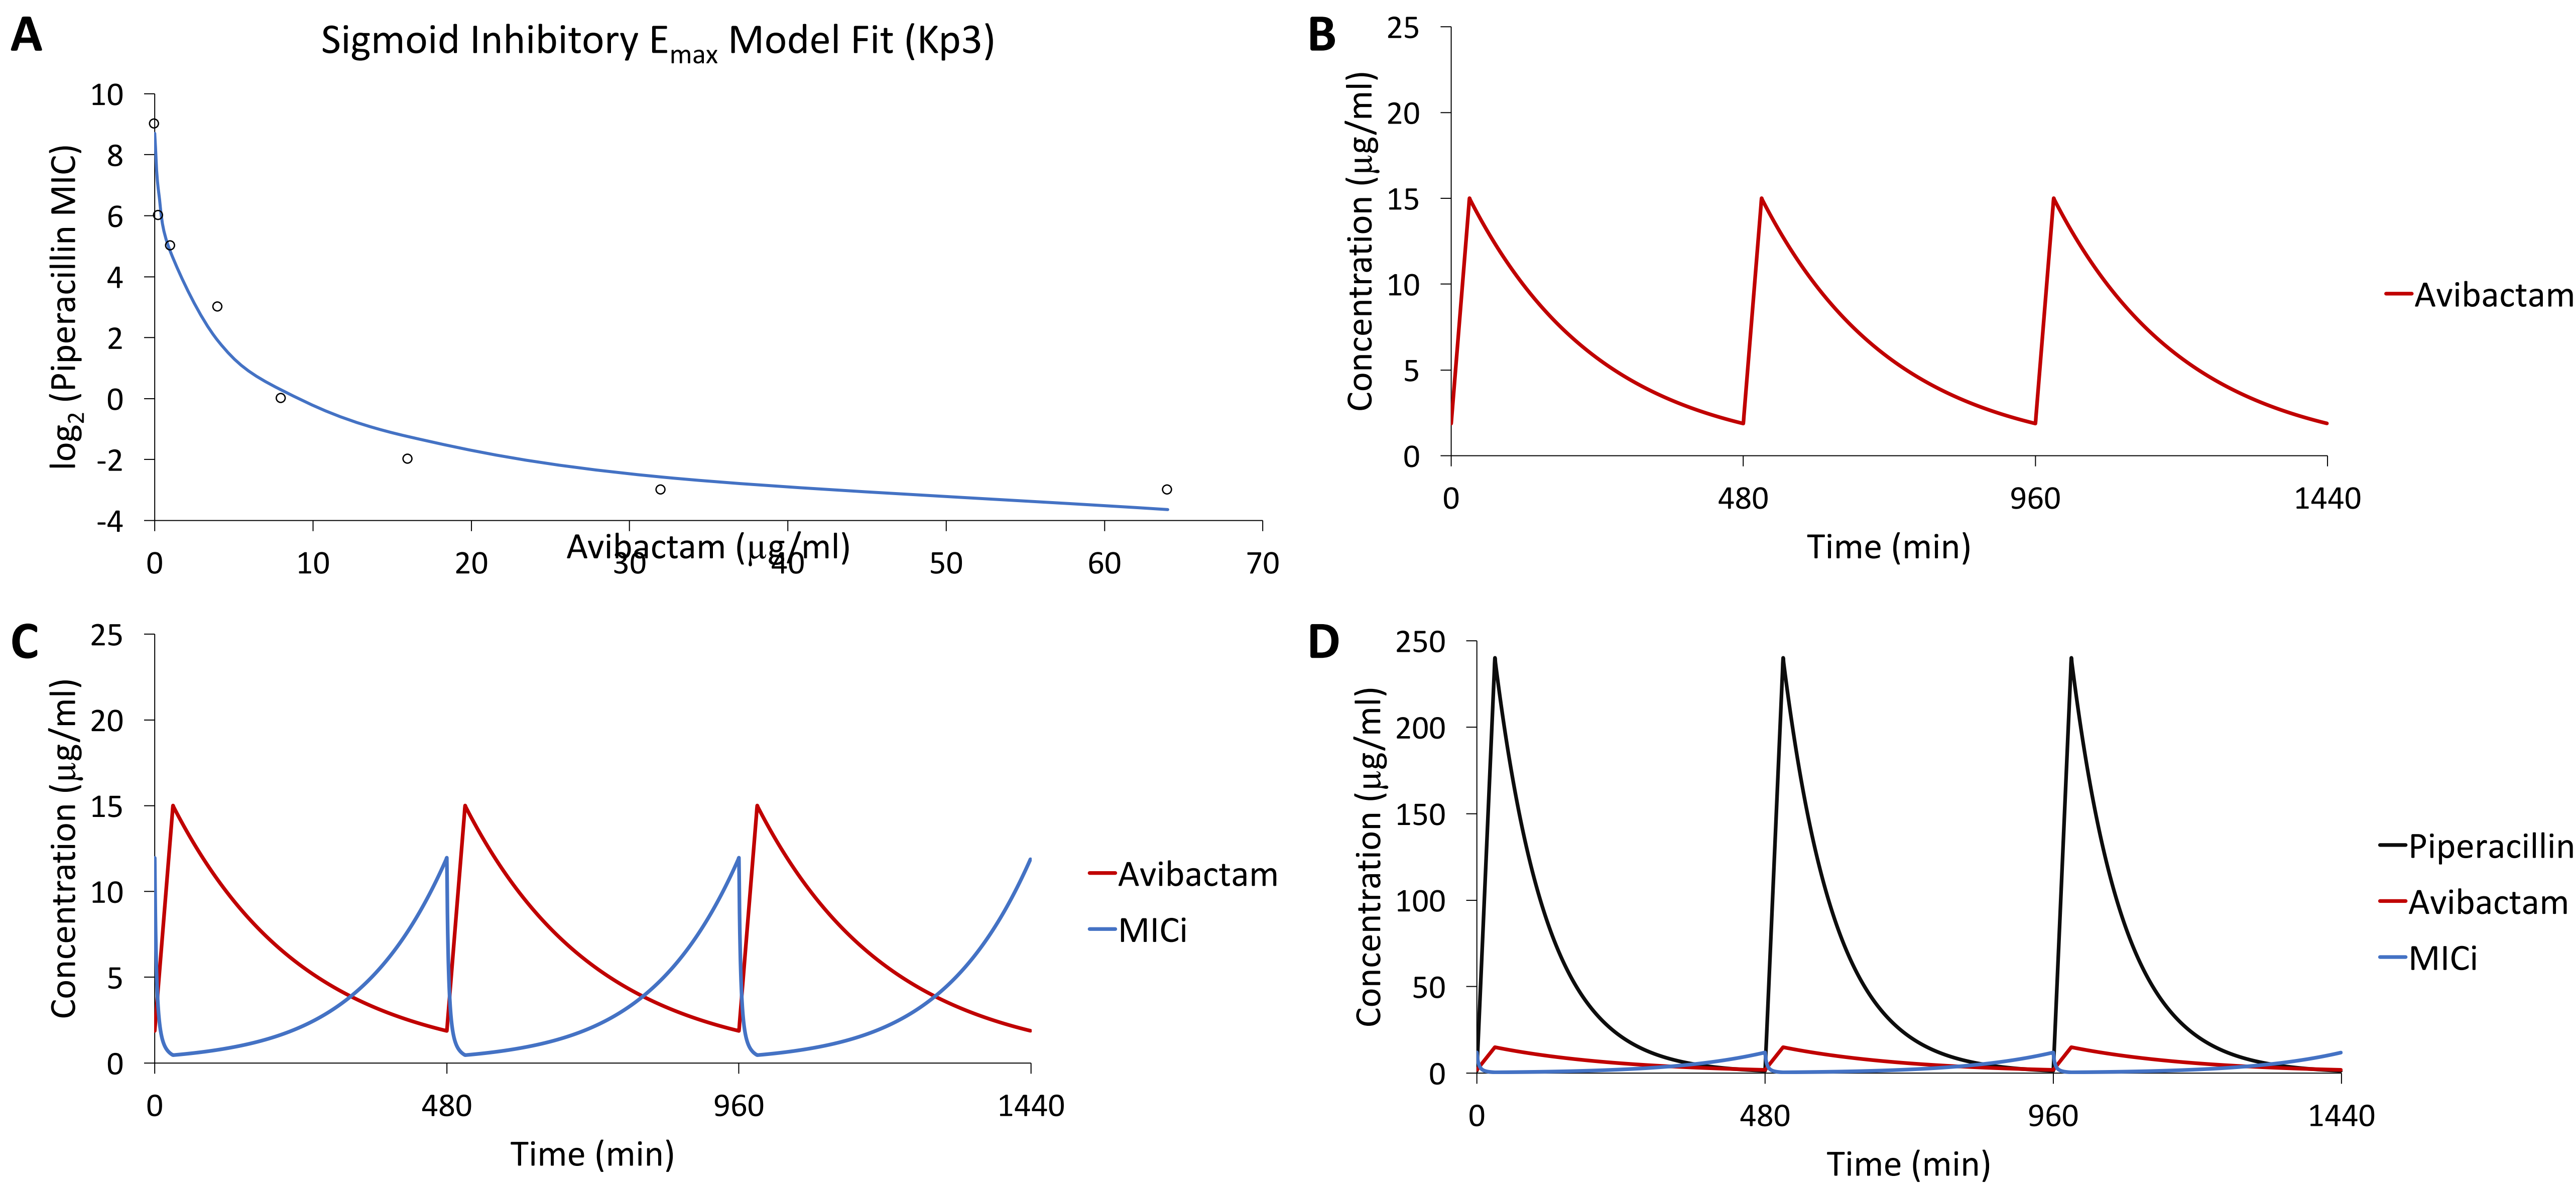 A
Sigmoid Inhibitory Emax Model Fit (Kp3)
log2 (Piperacillin MIC)
10
8
6
4
2
0
-2
-4
0 10 20 30 40 50 60 70
Avibactam (μg/ml)
B
Concentration (μg/ml)
25
20
15
10
5
0
0 480 960 1440
Time (min)
Avibactam
C
Concentration (μg/ml)
25
20
15
10
5
0
0 480 960 1440
Time (min)
Avibactam
MICi
D
Concentration (μg/ml)
250
200
150
100
50
0
0 480 960 1440
Time (min)
Piperacillin
Avibactam
MICi